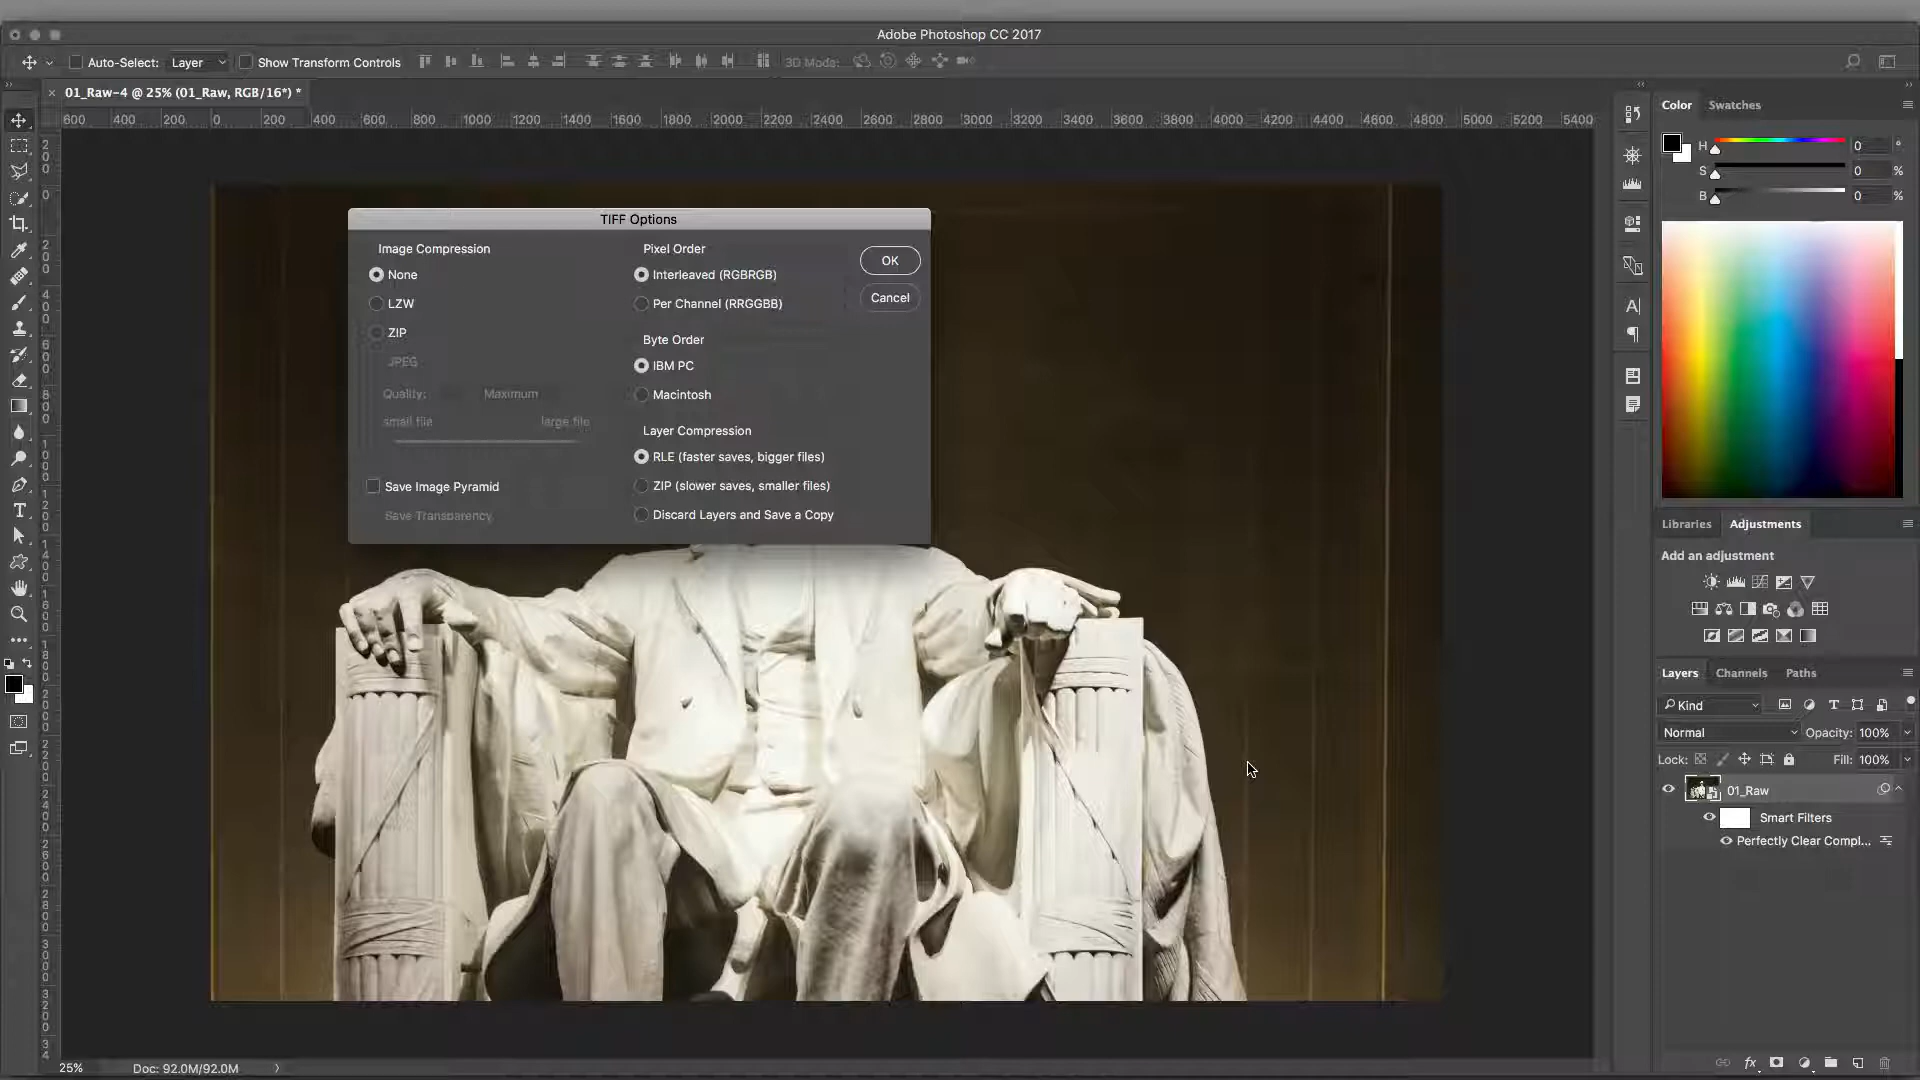 Adobe Photoshop CC 2017
Auto-Select: Layer Show Transform Controls 3D Mode:
× 01_Raw-4 @ 25% (01_Raw, RGB/16*) *
600 400 200 0 200 400 600 800 1000 1200 1400 1600 1800 2000 2200 2400 2600 2800 3000 3200 3400 3600 3800 4000 4200 4400 4600 4800 5000 5200 5400
Color Swatches
H 0 °
S 0 %
B 0 %
TIFF Options
Image Compression
None
LZW
ZIP
JPEG
Quality: Maximum
small file large file
Save Image Pyramid
Save Transparency
Pixel Order
Interleaved (RGBRGB)
Per Channel (RRGGBB)
Byte Order
IBM PC
Macintosh
Layer Compression
RLE (faster saves, bigger files)
ZIP (slower saves, smaller files)
Discard Layers and Save a Copy
OK
Cancel
Libraries Adjustments
Add an adjustment
Layers Channels Paths
Kind
Normal Opacity: 100%
Lock: Fill: 100%
01_Raw
Smart Filters
Perfectly Clear Compl...
fx
25% Doc: 92.0M/92.0M